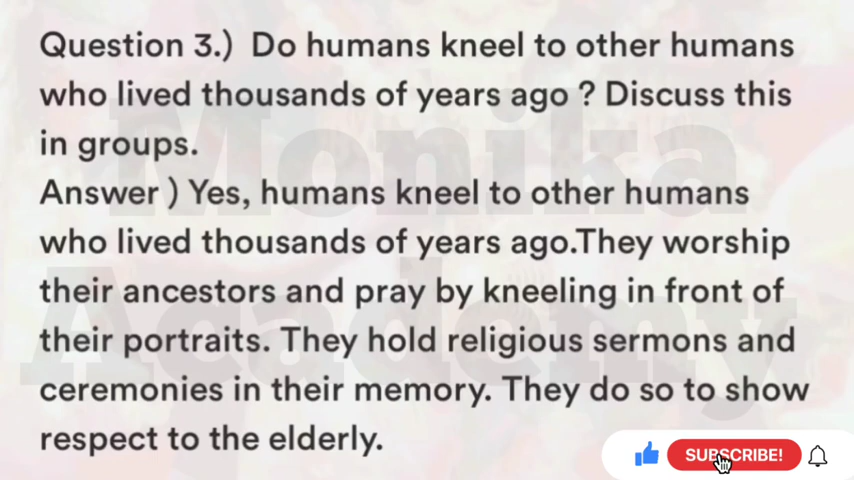 Question 3.) Do humans kneel to other humans
who lived thousands of years ago ? Discuss this
in groups.
Answer ) Yes, humans kneel to other humans
who lived thousands of years ago.They worship
their ancestors and pray by kneeling in front of
their portraits. They hold religious sermons and
ceremonies in their memory. They do so to show
respect to the elderly.
Monika
Academy
SUBSCRIBE!